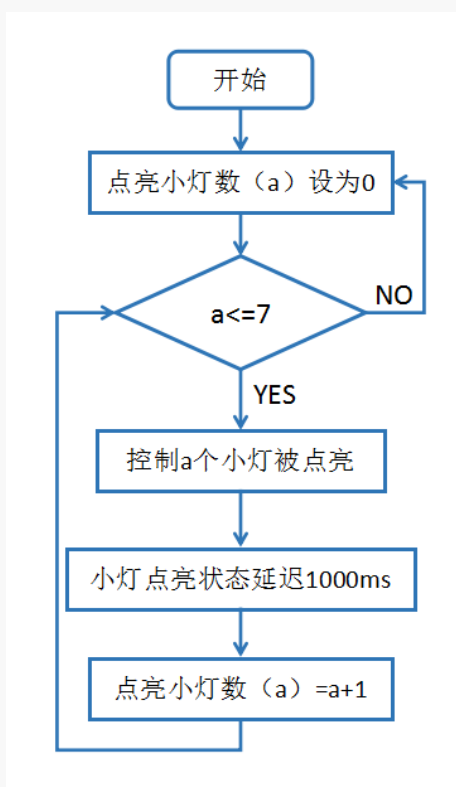 开始
点亮小灯数（a）设为0
a<=7
NO
YES
控制a个小灯被点亮
小灯点亮状态延迟1000ms
点亮小灯数（a）=a+1